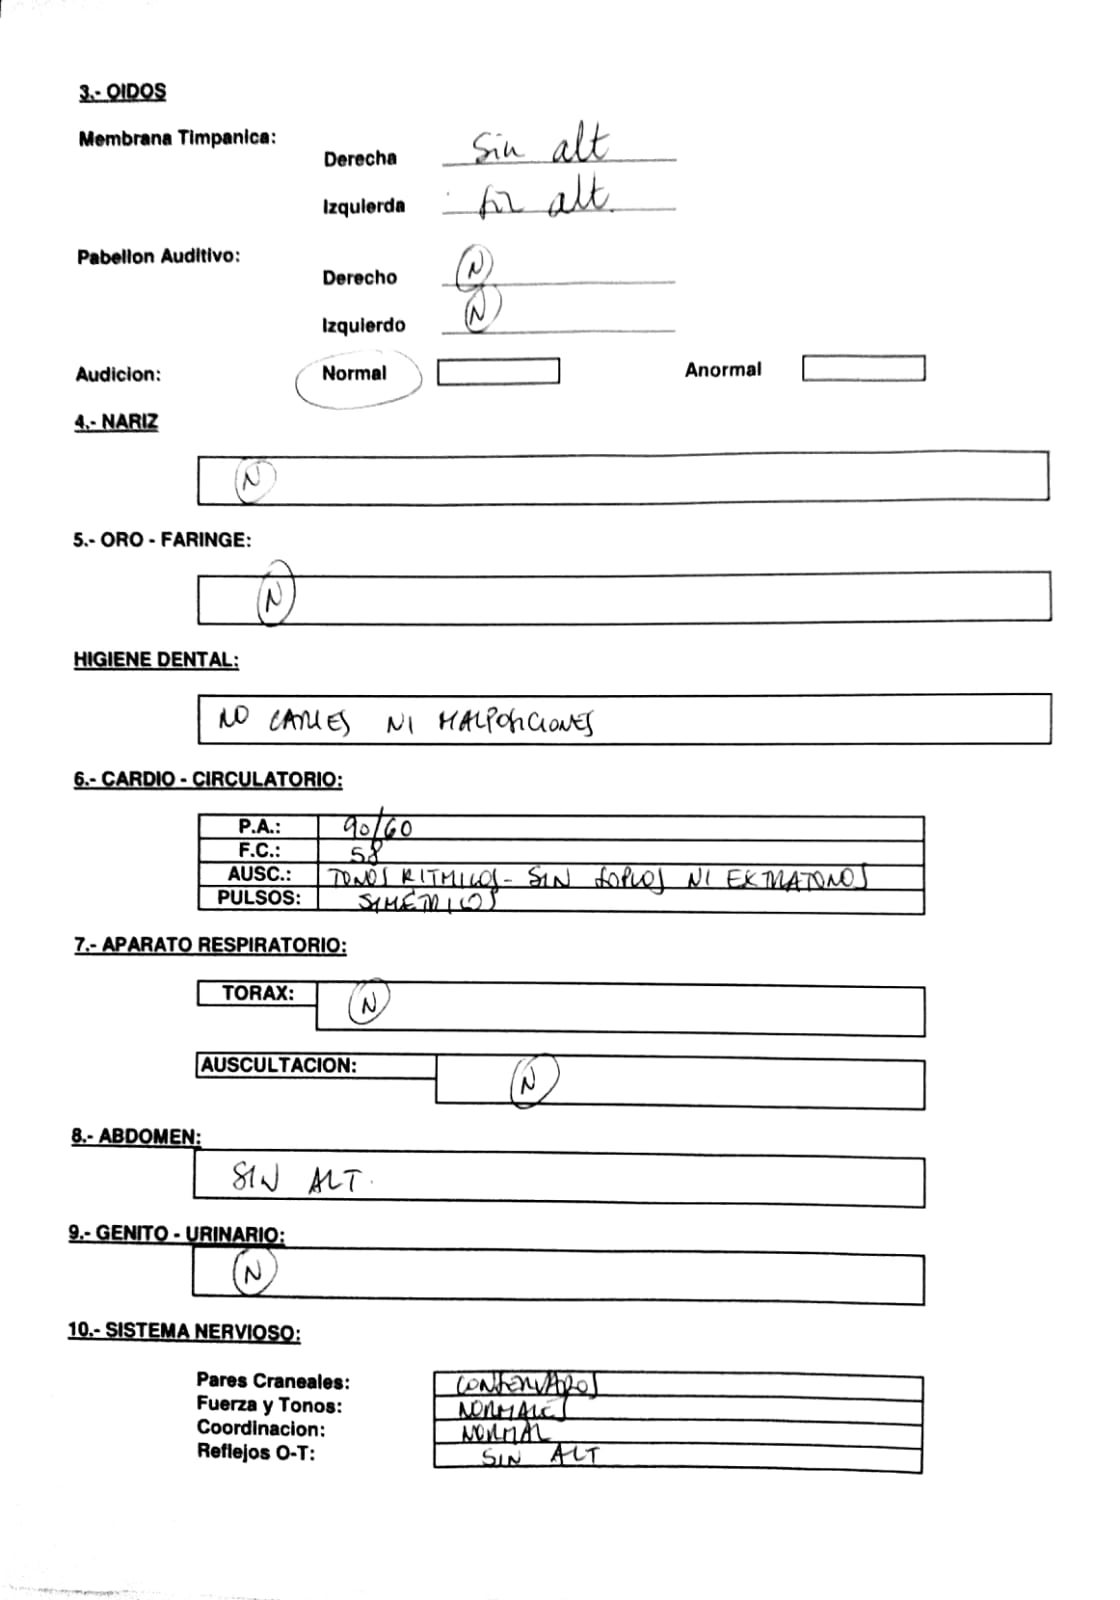 3.- OIDOS
Membrana Timpanica:
Derecha Sin alt
Izquierda sin alt.
Pabellon Auditivo:
Derecho N
Izquierdo N
Audicion: Normal Anormal
4.- NARIZ
N
5.- ORO - FARINGE:
N
HIGIENE DENTAL:
NO CARIES NI MALPOSICIONES
6.- CARDIO - CIRCULATORIO:
P.A.: 90/60
F.C.: 58
AUSC.: TONOS RITMICOS - SIN SOPLOS NI EXTRATONOS
PULSOS: SIMÉTRICOS
7.- APARATO RESPIRATORIO:
TORAX: N
AUSCULTACION: N
8.- ABDOMEN:
SIN ALT.
9.- GENITO - URINARIO:
N
10.- SISTEMA NERVIOSO:
Pares Craneales: CONSERVADOS
Fuerza y Tonos: NORMALES
Coordinacion: NORMAL
Reflejos O-T: SIN ALT